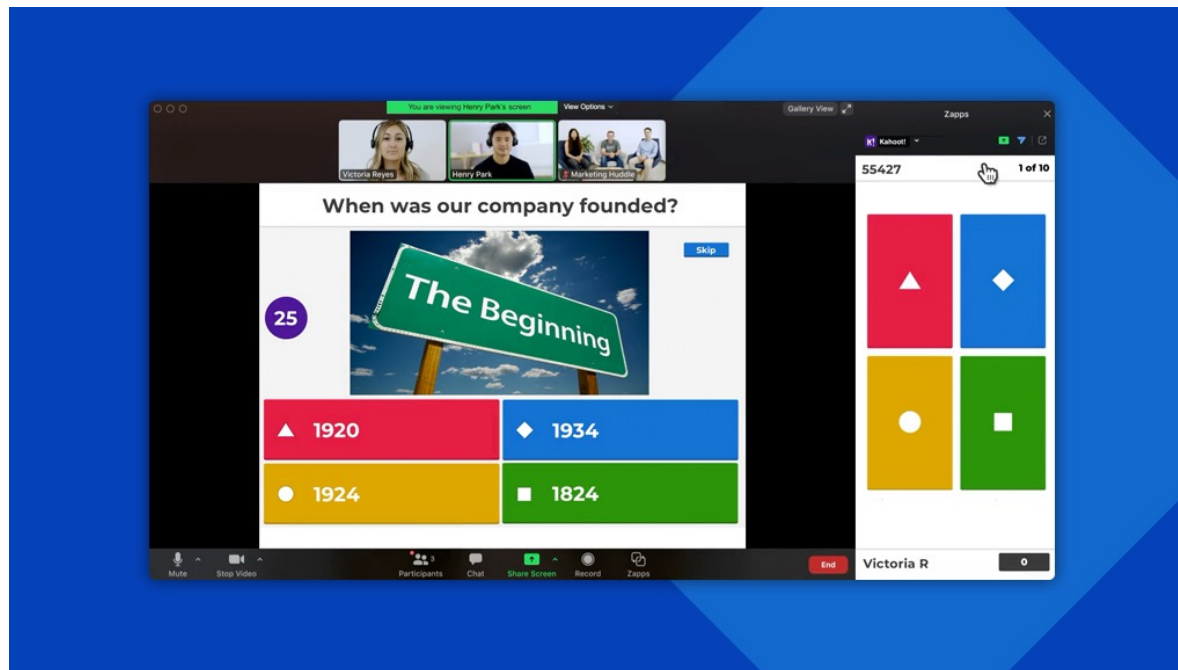 You are viewing Henry Park's screen
View Options
Gallery View
Zapps
K! Kahoot!
Victoria Reyes
Henry Park
Marketing Huddle
55427
1 of 10
When was our company founded?
Skip
The Beginning
25
1920
1934
1924
1824
Mute
Stop Video
3
Participants
Chat
Share Screen
Record
Zapps
End
Victoria R
0